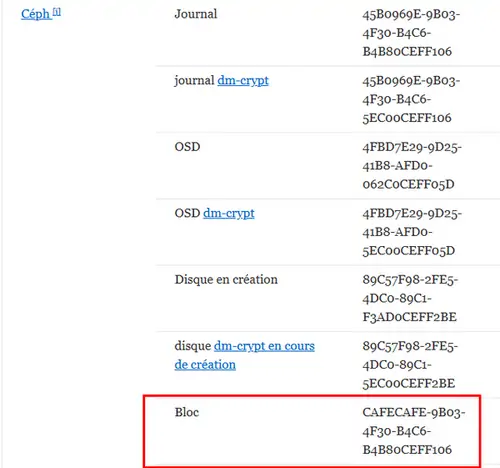 Céph [i]
Journal
45B0969E-9B03-
4F30-B4C6-
B4B80CEFF106
journal dm-crypt
45B0969E-9B03-
4F30-B4C6-
5EC00CEFF106
OSD
4FBD7E29-9D25-
41B8-AFD0-
062C0CEFF05D
OSD dm-crypt
4FBD7E29-9D25-
41B8-AFD0-
5EC00CEFF05D
Disque en création
89C57F98-2FE5-
4DC0-89C1-
F3AD0CEFF2BE
disque dm-crypt en cours
de création
89C57F98-2FE5-
4DC0-89C1-
5EC00CEFF2BE
Bloc
CAFECAFE-9B03-
4F30-B4C6-
B4B80CEFF106